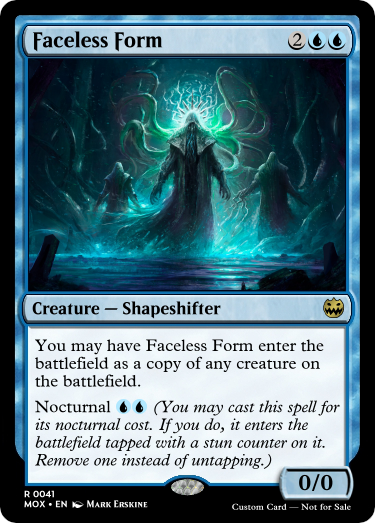 Faceless Form 2
Creature — Shapeshifter
You may have Faceless Form enter the
battlefield as a copy of any creature on
the battlefield.
Nocturnal (You may cast this spell for
its nocturnal cost. If you do, it enters the
battlefield tapped with a stun counter on it.
Remove one instead of untapping.)
0/0
R 0041
MOX • EN Mark Erskine
Custom Card — Not for Sale